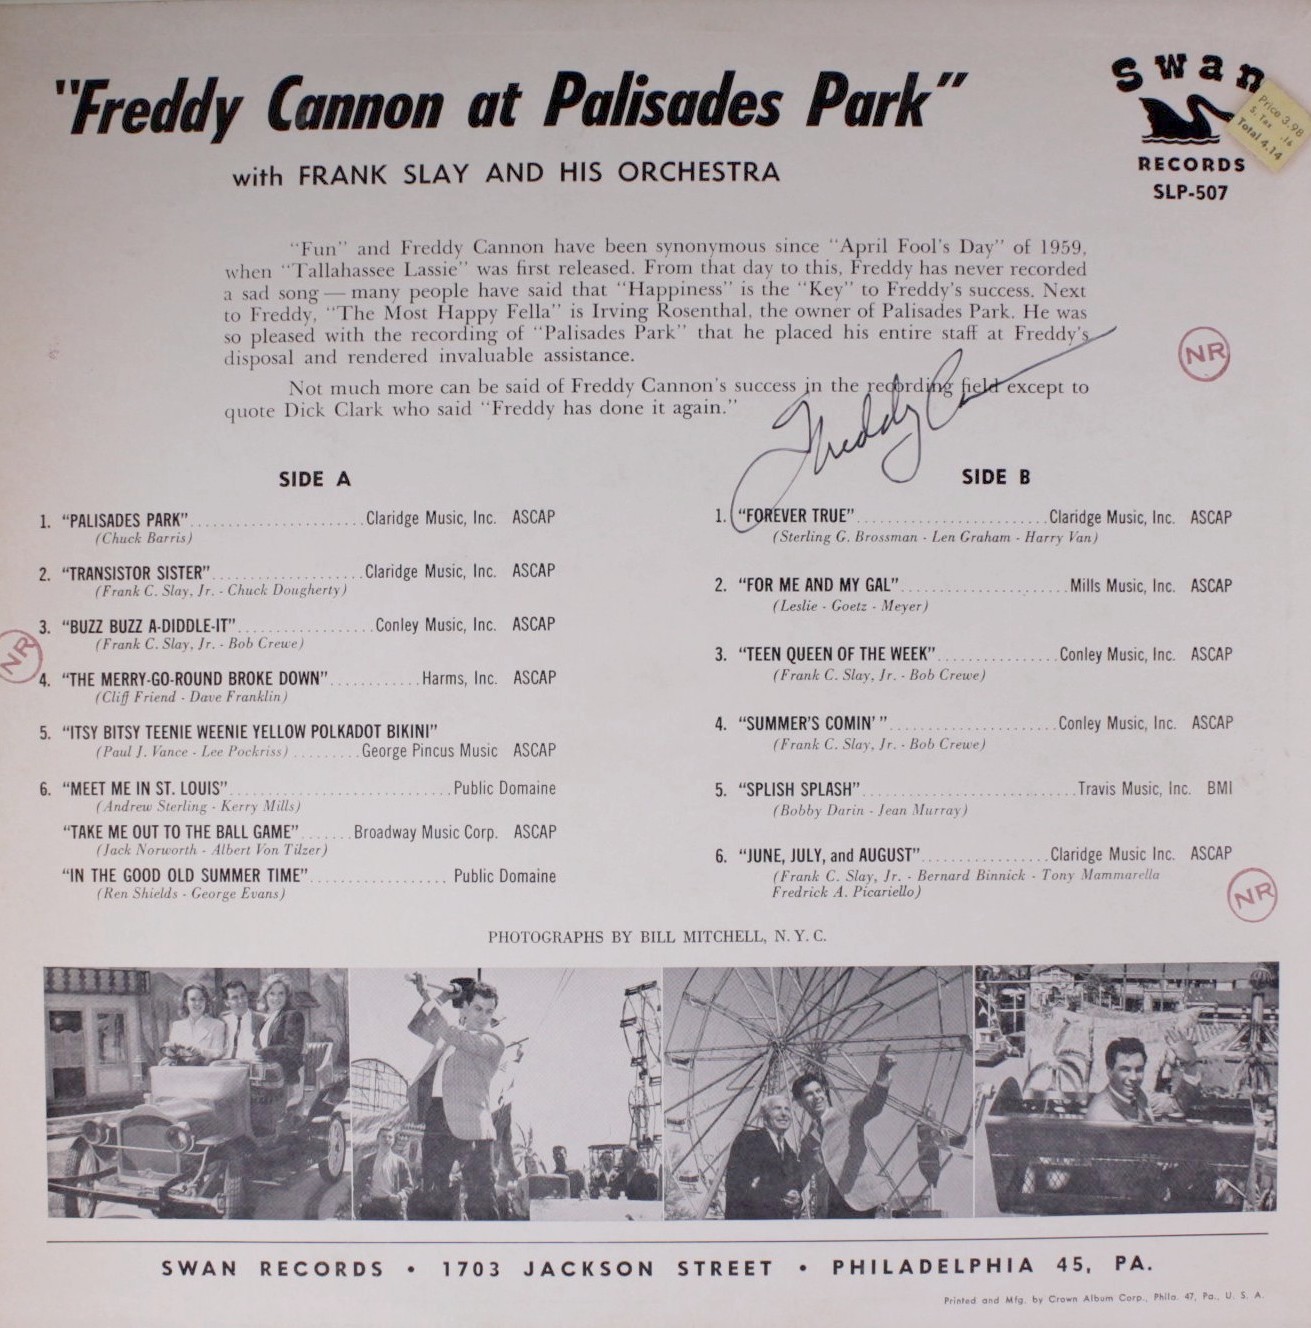 "Freddy Cannon at Palisades Park"
with FRANK SLAY AND HIS ORCHESTRA
Swan
RECORDS
SLP-507
Price 3.98
S. Tax .16
Total 4.14
"Fun" and Freddy Cannon have been synonymous since "April Fool's Day" of 1959,
when "Tallahassee Lassie" was first released. From that day to this, Freddy has never recorded
a sad song — many people have said that "Happiness" is the "Key" to Freddy's success. Next
to Freddy, "The Most Happy Fella" is Irving Rosenthal, the owner of Palisades Park. He was
so pleased with the recording of "Palisades Park" that he placed his entire staff at Freddy's
disposal and rendered invaluable assistance.
Not much more can be said of Freddy Cannon's success in the recording field except to
quote Dick Clark who said "Freddy has done it again."
NR
Freddy Cannon
SIDE A
1. "PALISADES PARK" Claridge Music, Inc. ASCAP
(Chuck Barris)
2. "TRANSISTOR SISTER" Claridge Music, Inc. ASCAP
(Frank C. Slay, Jr. - Chuck Dougherty)
3. "BUZZ BUZZ A-DIDDLE-IT" Conley Music, Inc. ASCAP
(Frank C. Slay, Jr. - Bob Crewe)
NR
4. "THE MERRY-GO-ROUND BROKE DOWN" Harms, Inc. ASCAP
(Cliff Friend - Dave Franklin)
5. "ITSY BITSY TEENIE WEENIE YELLOW POLKADOT BIKINI"
(Paul J. Vance - Lee Pockriss) George Pincus Music ASCAP
6. "MEET ME IN ST. LOUIS" Public Domaine
(Andrew Sterling - Kerry Mills)
"TAKE ME OUT TO THE BALL GAME" Broadway Music Corp. ASCAP
(Jack Norworth - Albert Von Tilzer)
"IN THE GOOD OLD SUMMER TIME" Public Domaine
(Ren Shields - George Evans)
SIDE B
1. "FOREVER TRUE" Claridge Music, Inc. ASCAP
(Sterling G. Brossman - Len Graham - Harry Van)
2. "FOR ME AND MY GAL" Mills Music, Inc. ASCAP
(Leslie - Goetz - Meyer)
3. "TEEN QUEEN OF THE WEEK" Conley Music, Inc. ASCAP
(Frank C. Slay, Jr. - Bob Crewe)
4. "SUMMER'S COMIN'" Conley Music, Inc. ASCAP
(Frank C. Slay, Jr. - Bob Crewe)
5. "SPLISH SPLASH" Travis Music, Inc. BMI
(Bobby Darin - Jean Murray)
6. "JUNE, JULY, and AUGUST" Claridge Music Inc. ASCAP
(Frank C. Slay, Jr. - Bernard Binnick - Tony Mammarella
Fredrick A. Picariello)
NR
PHOTOGRAPHS BY BILL MITCHELL, N. Y. C.
SWAN RECORDS • 1703 JACKSON STREET • PHILADELPHIA 45, PA.
Printed and Mfg. by Crown Album Corp., Phila. 47, Pa., U. S. A.